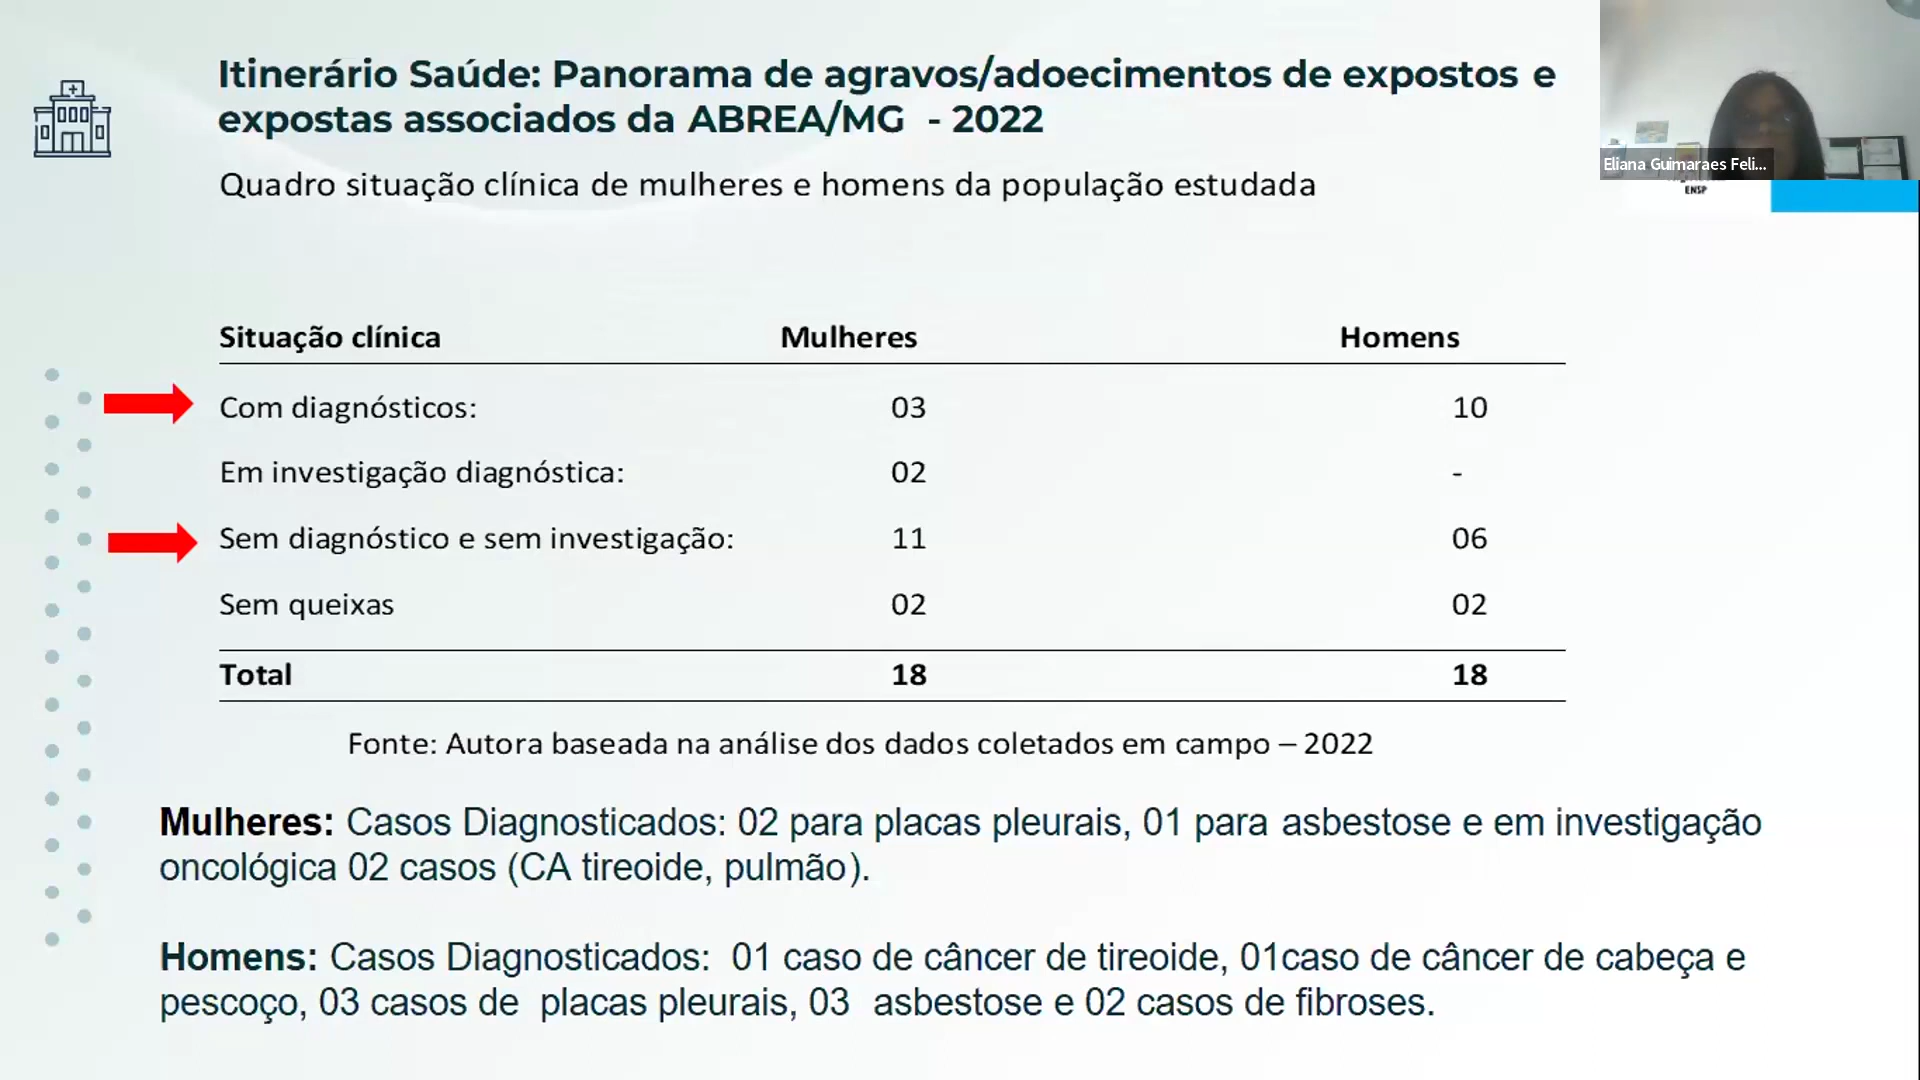 Itinerário Saúde: Panorama de agravos/adoecimentos de expostos e
expostas associados da ABREA/MG - 2022
Quadro situação clínica de mulheres e homens da população estudada
Eliana Guimaraes Feli...
ENSP
Situação clínica Mulheres Homens
Com diagnósticos: 03 10
Em investigação diagnóstica: 02 -
Sem diagnóstico e sem investigação: 11 06
Sem queixas 02 02
Total 18 18
Fonte: Autora baseada na análise dos dados coletados em campo – 2022
Mulheres: Casos Diagnosticados: 02 para placas pleurais, 01 para asbestose e em investigação
oncológica 02 casos (CA tireoide, pulmão).
Homens: Casos Diagnosticados: 01 caso de câncer de tireoide, 01caso de câncer de cabeça e
pescoço, 03 casos de placas pleurais, 03 asbestose e 02 casos de fibroses.